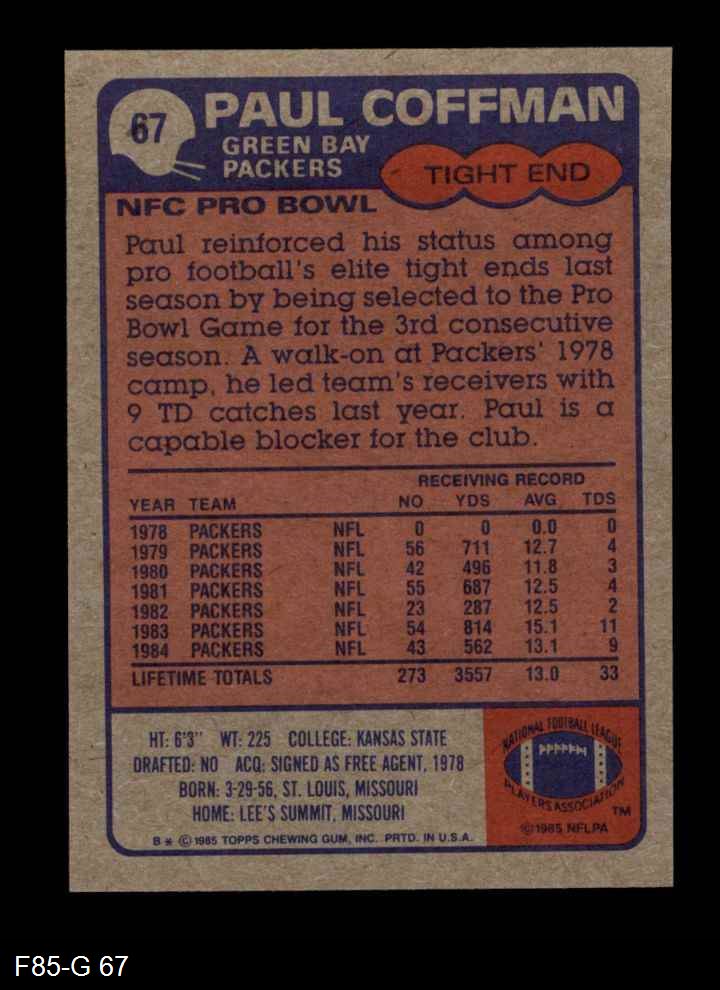 67
PAUL COFFMAN
GREEN BAY
PACKERS
TIGHT END
NFC PRO BOWL
Paul reinforced his status among
pro football's elite tight ends last
season by being selected to the Pro
Bowl Game for the 3rd consecutive
season. A walk-on at Packers' 1978
camp, he led team's receivers with
9 TD catches last year. Paul is a
capable blocker for the club.
RECEIVING RECORD
YEAR TEAM NO YDS AVG TDS
1978 PACKERS NFL 0 0 0.0 0
1979 PACKERS NFL 56 711 12.7 4
1980 PACKERS NFL 42 496 11.8 3
1981 PACKERS NFL 55 687 12.5 4
1982 PACKERS NFL 23 287 12.5 2
1983 PACKERS NFL 54 814 15.1 11
1984 PACKERS NFL 43 562 13.1 9
LIFETIME TOTALS 273 3557 13.0 33
HT: 6'3" WT: 225 COLLEGE: KANSAS STATE
DRAFTED: NO ACQ: SIGNED AS FREE AGENT, 1978
BORN: 3-29-56, ST. LOUIS, MISSOURI
HOME: LEE'S SUMMIT, MISSOURI
B * © 1985 TOPPS CHEWING GUM, INC. PRTD. IN U.S.A.
NATIONAL FOOTBALL LEAGUE
PLAYERS ASSOCIATION
TM
© 1985 NFLPA
F85-G 67